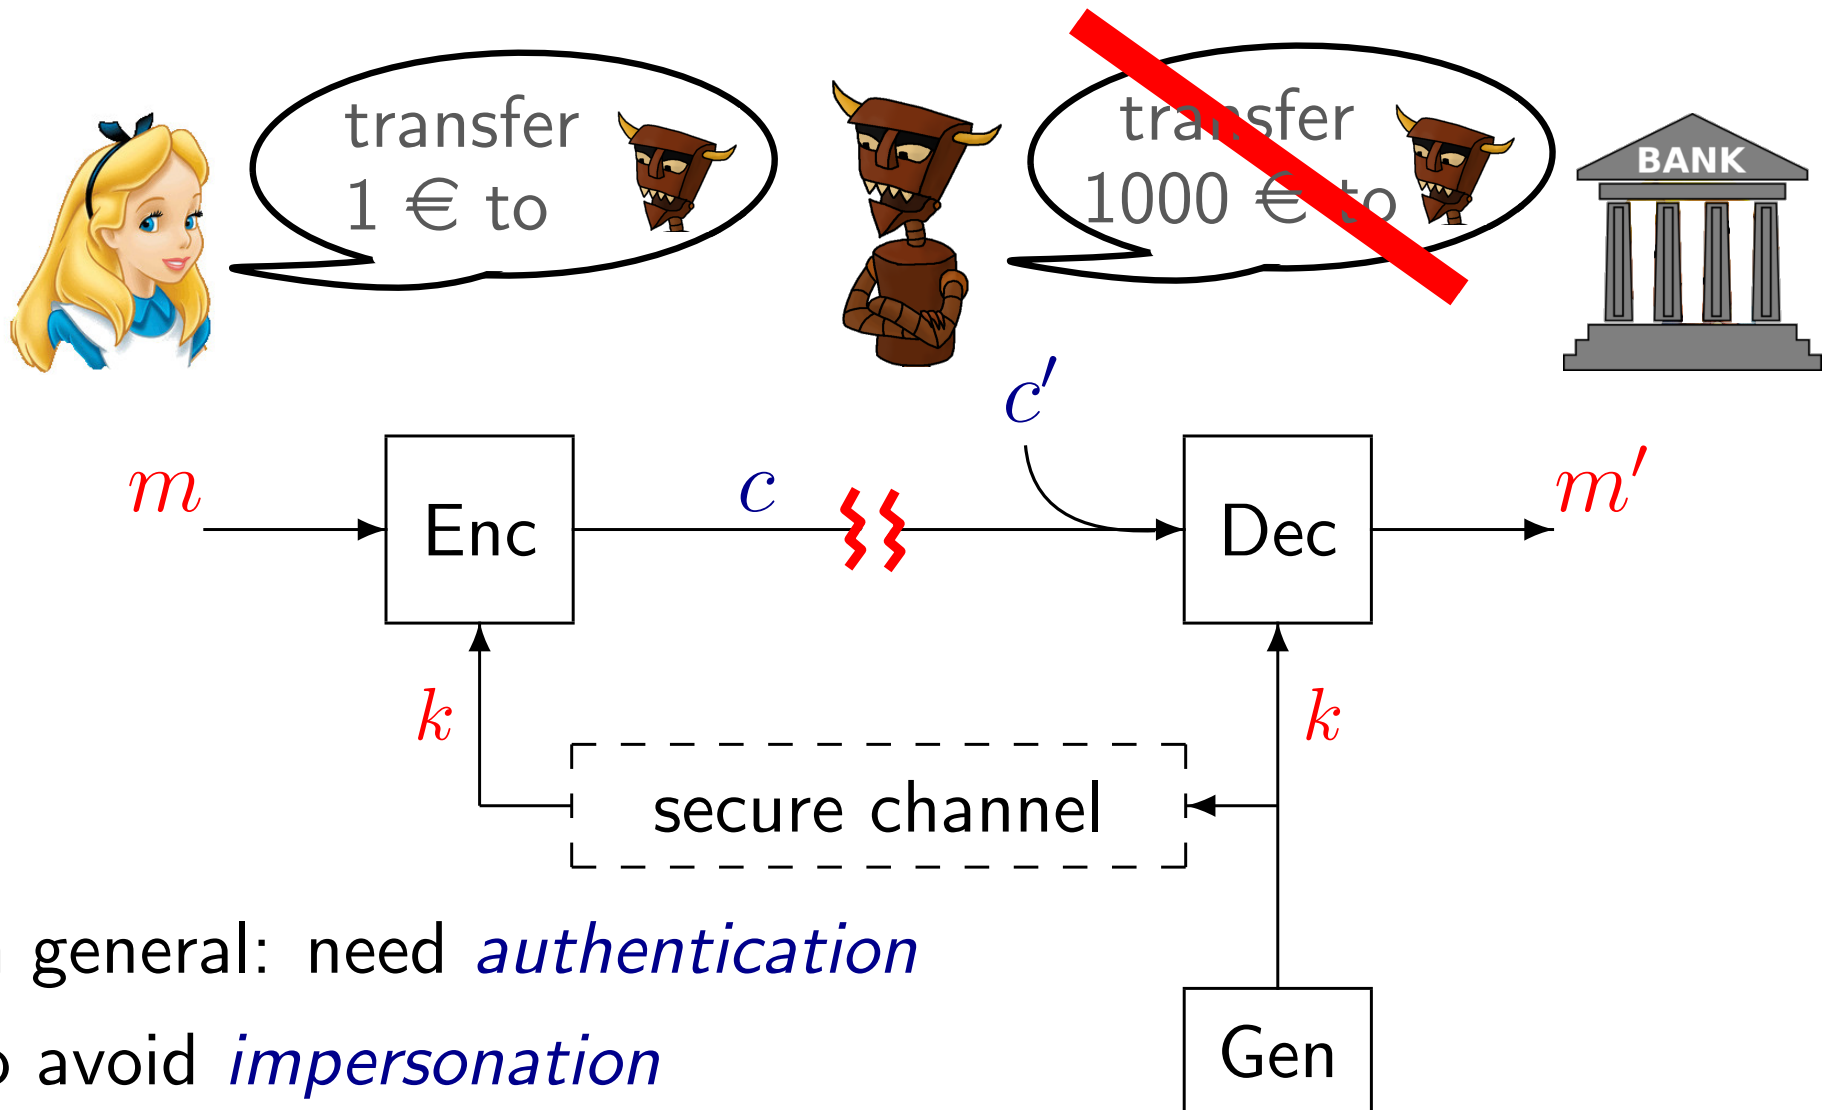 transfer
1 € to
transfer
1000 € to
BANK
c′
m
Enc
c
Dec
m′
k
k
secure channel
general: need authentication
avoid impersonation
Gen